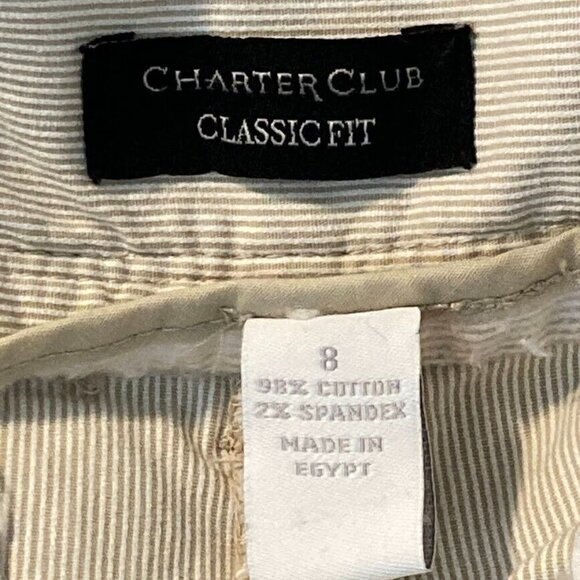 CHARTER CLUB
CLASSIC FIT
8
98% COTTON
2% SPANDEX
MADE IN
EGYPT